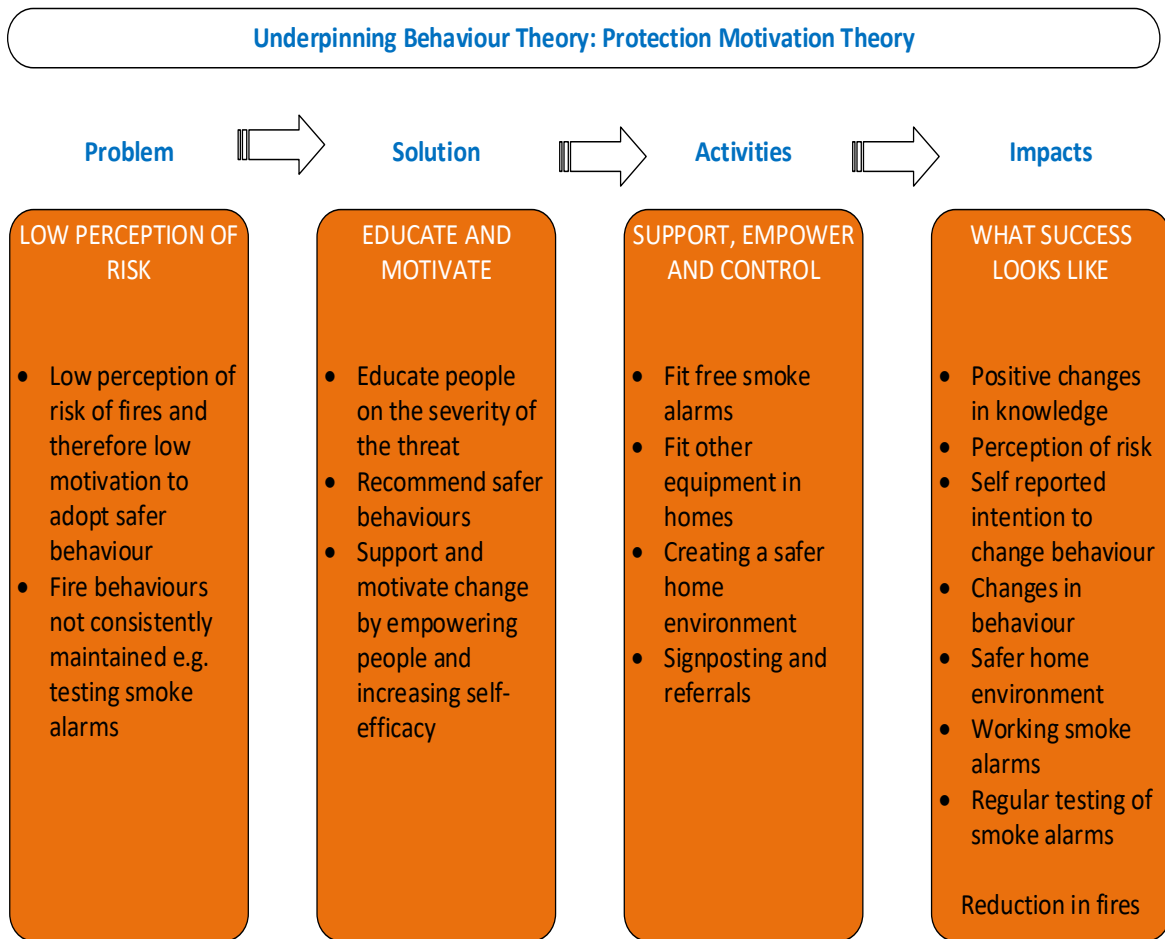 Underpinning Behaviour Theory: Protection Motivation Theory
Problem
Solution
Activities
Impacts
LOW PERCEPTION OF
RISK
• Low perception of
risk of fires and
therefore low
motivation to
adopt safer
behaviour
• Fire behaviours
not consistently
maintained e.g.
testing smoke
alarms
EDUCATE AND
MOTIVATE
• Educate people
on the severity of
the threat
• Recommend safer
behaviours
• Support and
motivate change
by empowering
people and
increasing self-
efficacy
SUPPORT, EMPOWER
AND CONTROL
• Fit free smoke
alarms
• Fit other
equipment in
homes
• Creating a safer
home
environment
• Signposting and
referrals
WHAT SUCCESS
LOOKS LIKE
• Positive changes
in knowledge
• Perception of risk
• Self reported
intention to
change behaviour
• Changes in
behaviour
• Safer home
environment
• Working smoke
alarms
• Regular testing of
smoke alarms
Reduction in fires